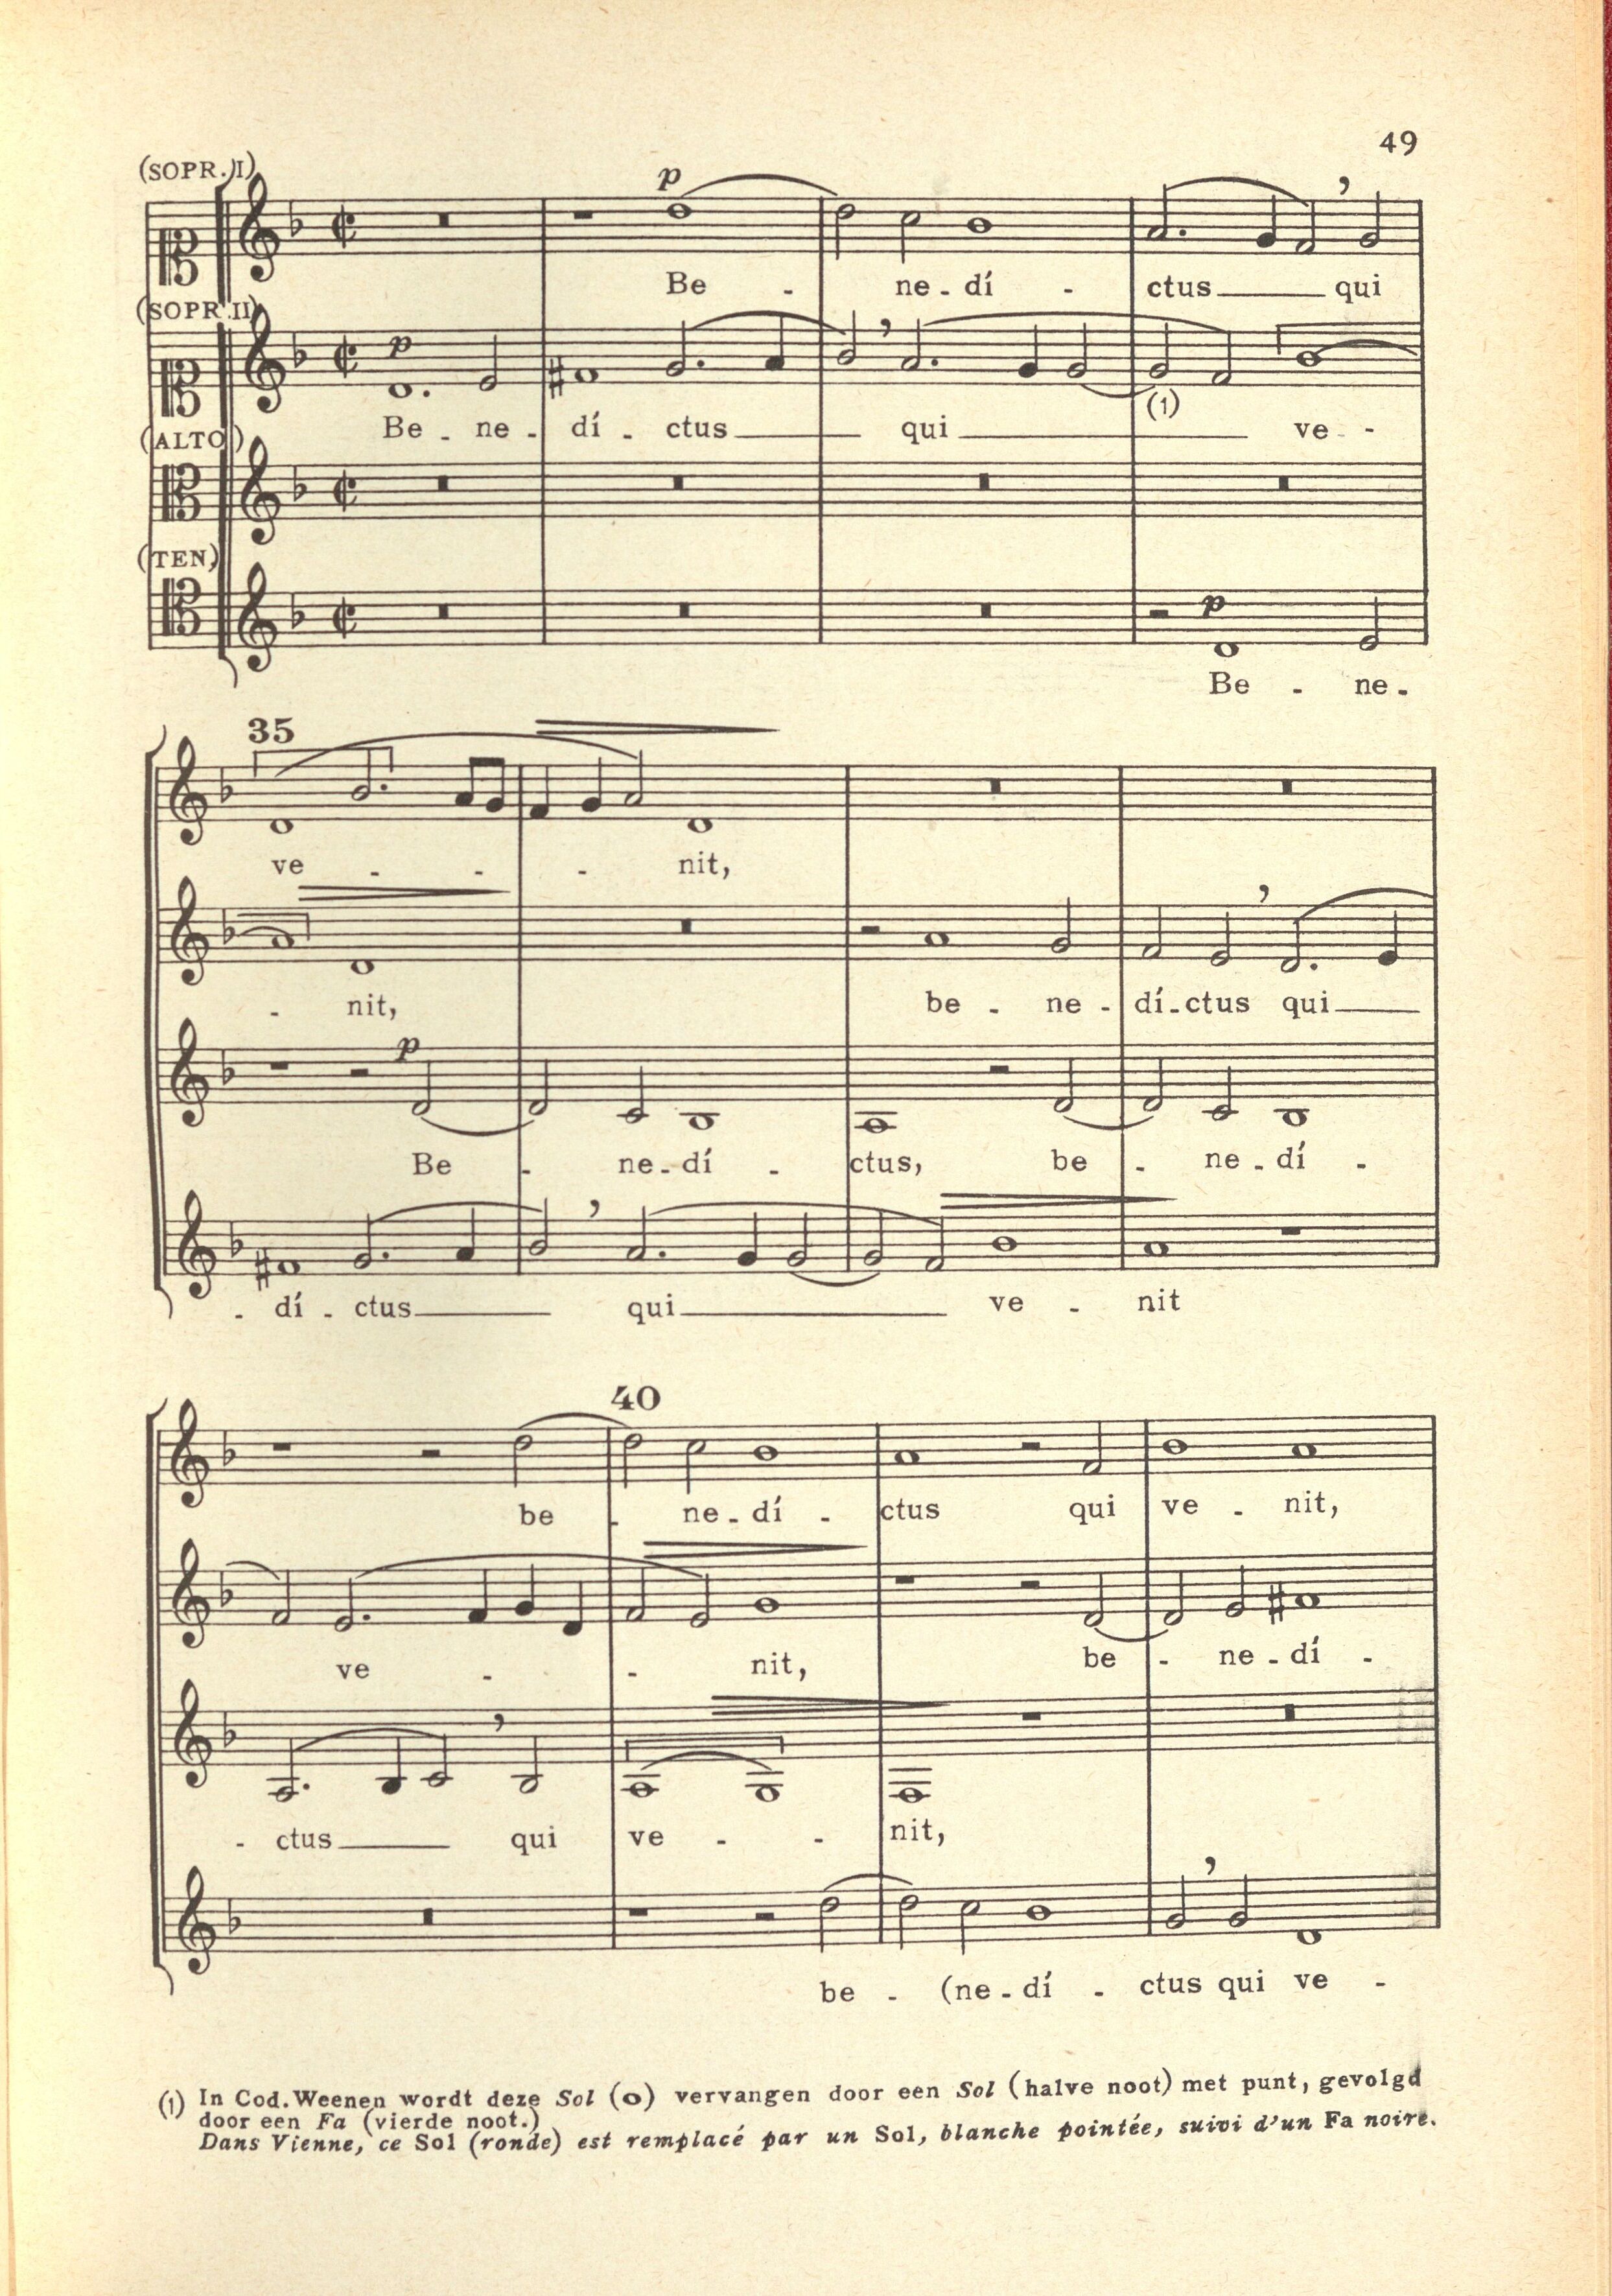 49
(SOPR. I)
p
Be - ne - dí - ctus qui
(SOPR. II)
p
Be - ne - dí - ctus qui ve -
(1)
(ALTO)
(TEN)
p
Be - ne -
35
ve - - - nit,
- nit, be - ne - dí - ctus qui
p
Be - ne - dí - ctus, be - ne - dí -
- dí - ctus qui ve - nit
40
be - ne - dí - ctus qui ve - nit,
ve - - nit, be - ne - dí -
- ctus qui ve - - nit,
be - (ne - dí - ctus qui ve -
(1) In Cod. Weenen wordt deze Sol (o) vervangen door een Sol (halve noot) met punt, gevolgd
door een Fa (vierde noot.)
Dans Vienne, ce Sol (ronde) est remplacé par un Sol, blanche pointée, suivi d'un Fa noire.